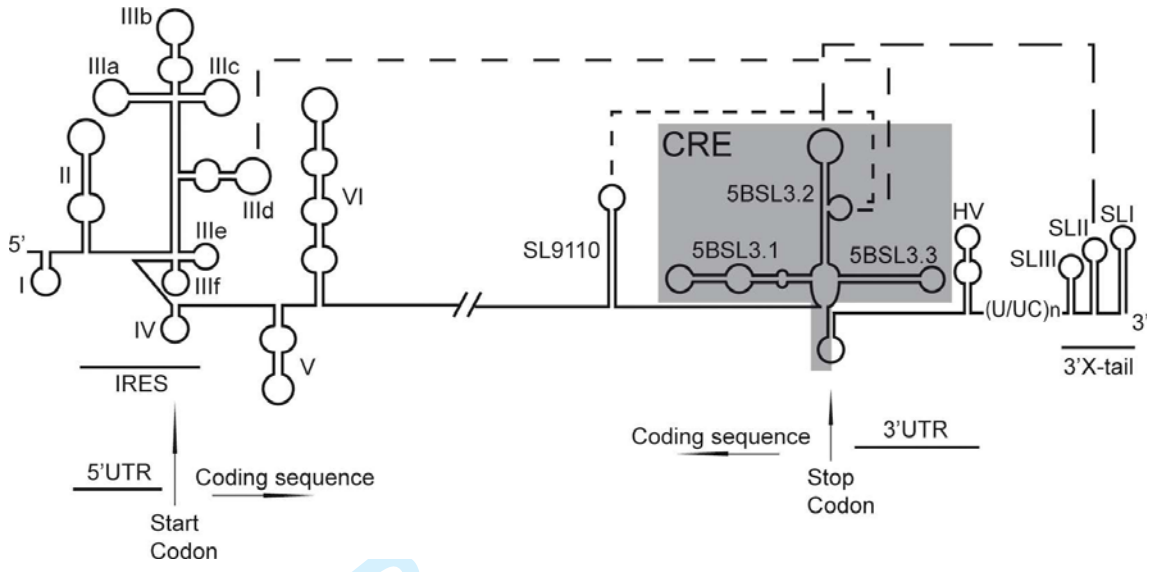 IIIb
IIIa
IIIc
CRE
II
VI
5BSL3.2
IIId
HV
SLI
SLII
5'
IIIe
SL9110
5BSL3.1
5BSL3.3
SLIII
I
IIIf
(U/UC)n
3'
IV
V
3'X-tail
IRES
Coding sequence
3'UTR
5'UTR
Coding sequence
Stop
Codon
Start
Codon